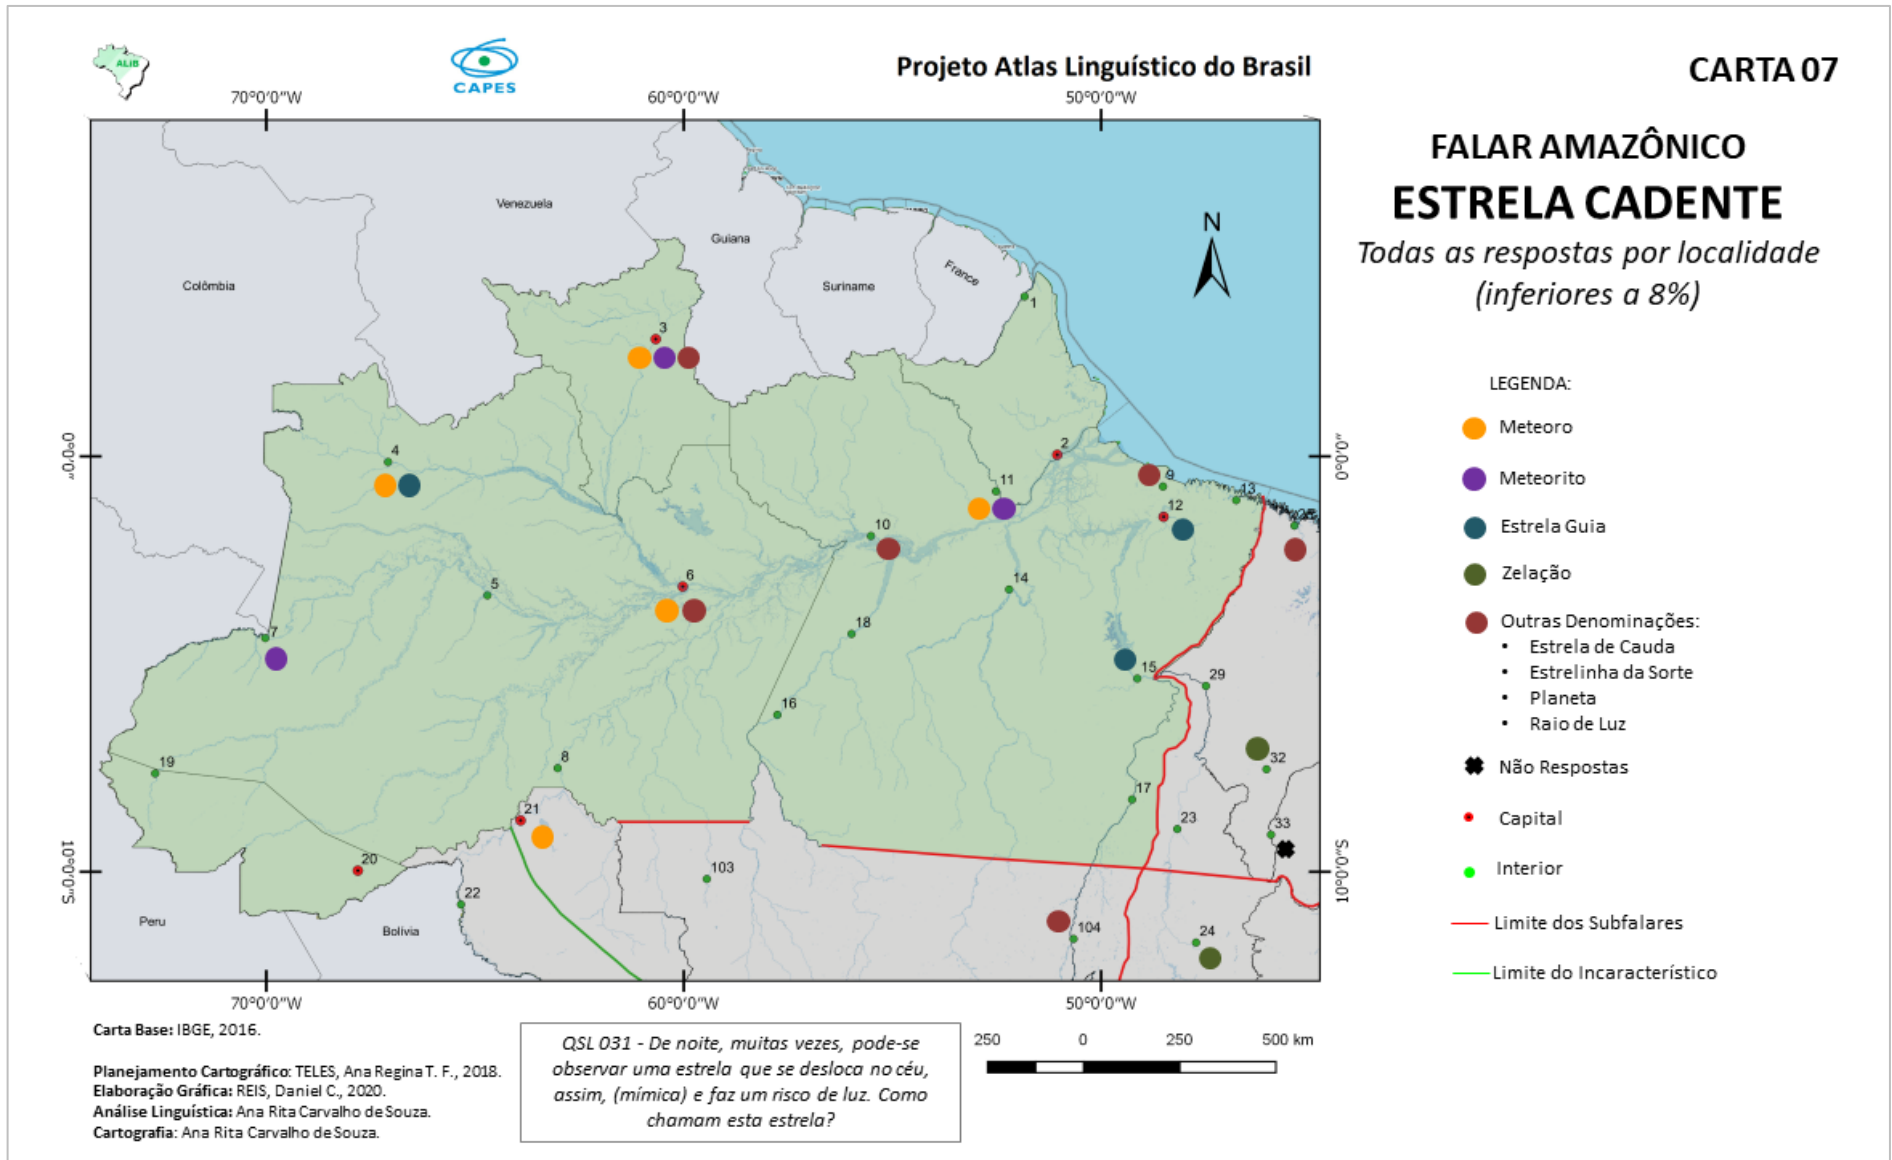 ALiB
CAPES
Projeto Atlas Linguístico do Brasil
CARTA 07
70°0'0"W
60°0'0"W
50°0'0"W
FALAR AMAZÔNICO
ESTRELA CADENTE
Todas as respostas por localidade
(inferiores a 8%)
Venezuela
Guiana
Colômbia
Suriname
France
N
1
3
LEGENDA:
Meteoro
Meteorito
Estrela Guia
Zelação
Outras Denominações:
• Estrela de Cauda
• Estrelinha da Sorte
• Planeta
• Raio de Luz
Não Respostas
Capital
Interior
Limite dos Subfalares
Limite do Incaracterístico
0°0'0"
0°0'0"
4
2
9
11
13
12
10
5
6
14
7
18
15
29
16
19
8
32
17
21
23
33
20
103
22
104
24
10°0'0"S
10°0'0"S
Peru
Bolívia
70°0'0"W
60°0'0"W
50°0'0"W
Carta Base: IBGE, 2016.
Planejamento Cartográfico: TELES, Ana Regina T. F., 2018.
Elaboração Gráfica: REIS, Daniel C., 2020.
Análise Linguística: Ana Rita Carvalho de Souza.
Cartografia: Ana Rita Carvalho de Souza.
QSL 031 - De noite, muitas vezes, pode-se
observar uma estrela que se desloca no céu,
assim, (mímica) e faz um risco de luz. Como
chamam esta estrela?
250 0 250 500 km